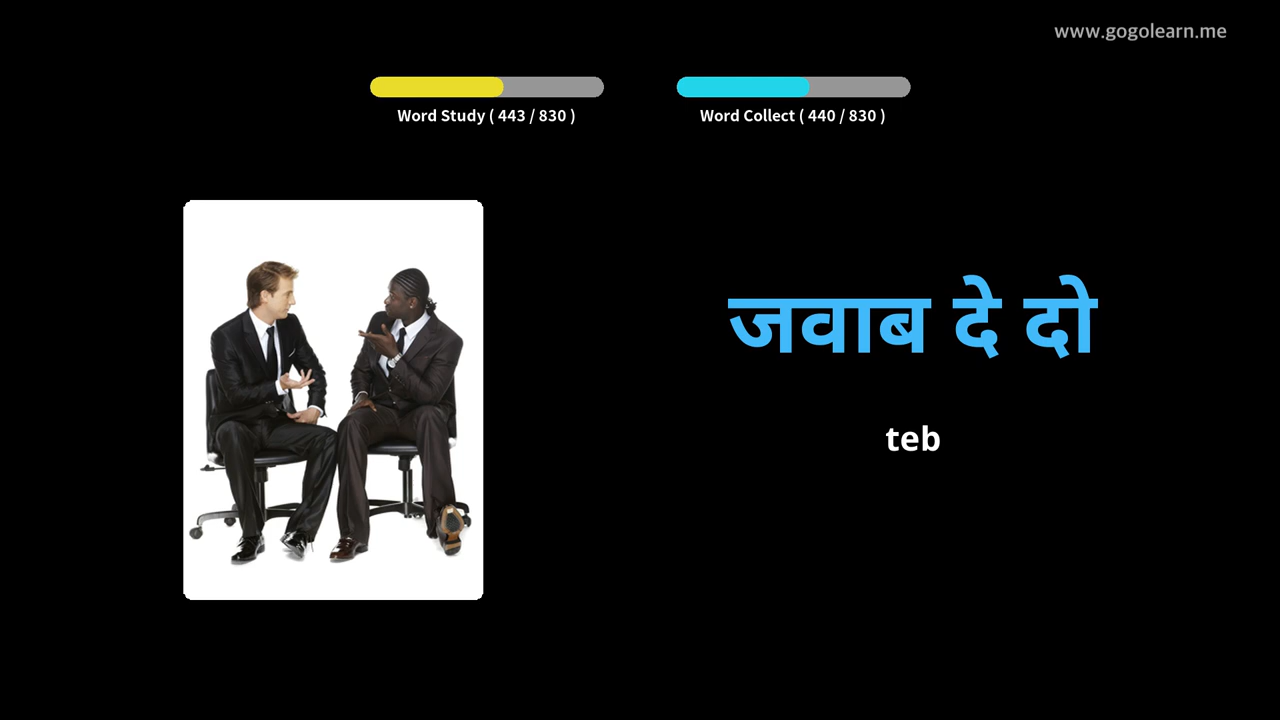 www.gogolearn.me
Word Study ( 443 / 830 )
Word Collect ( 440 / 830 )
जवाब दे दो
teb